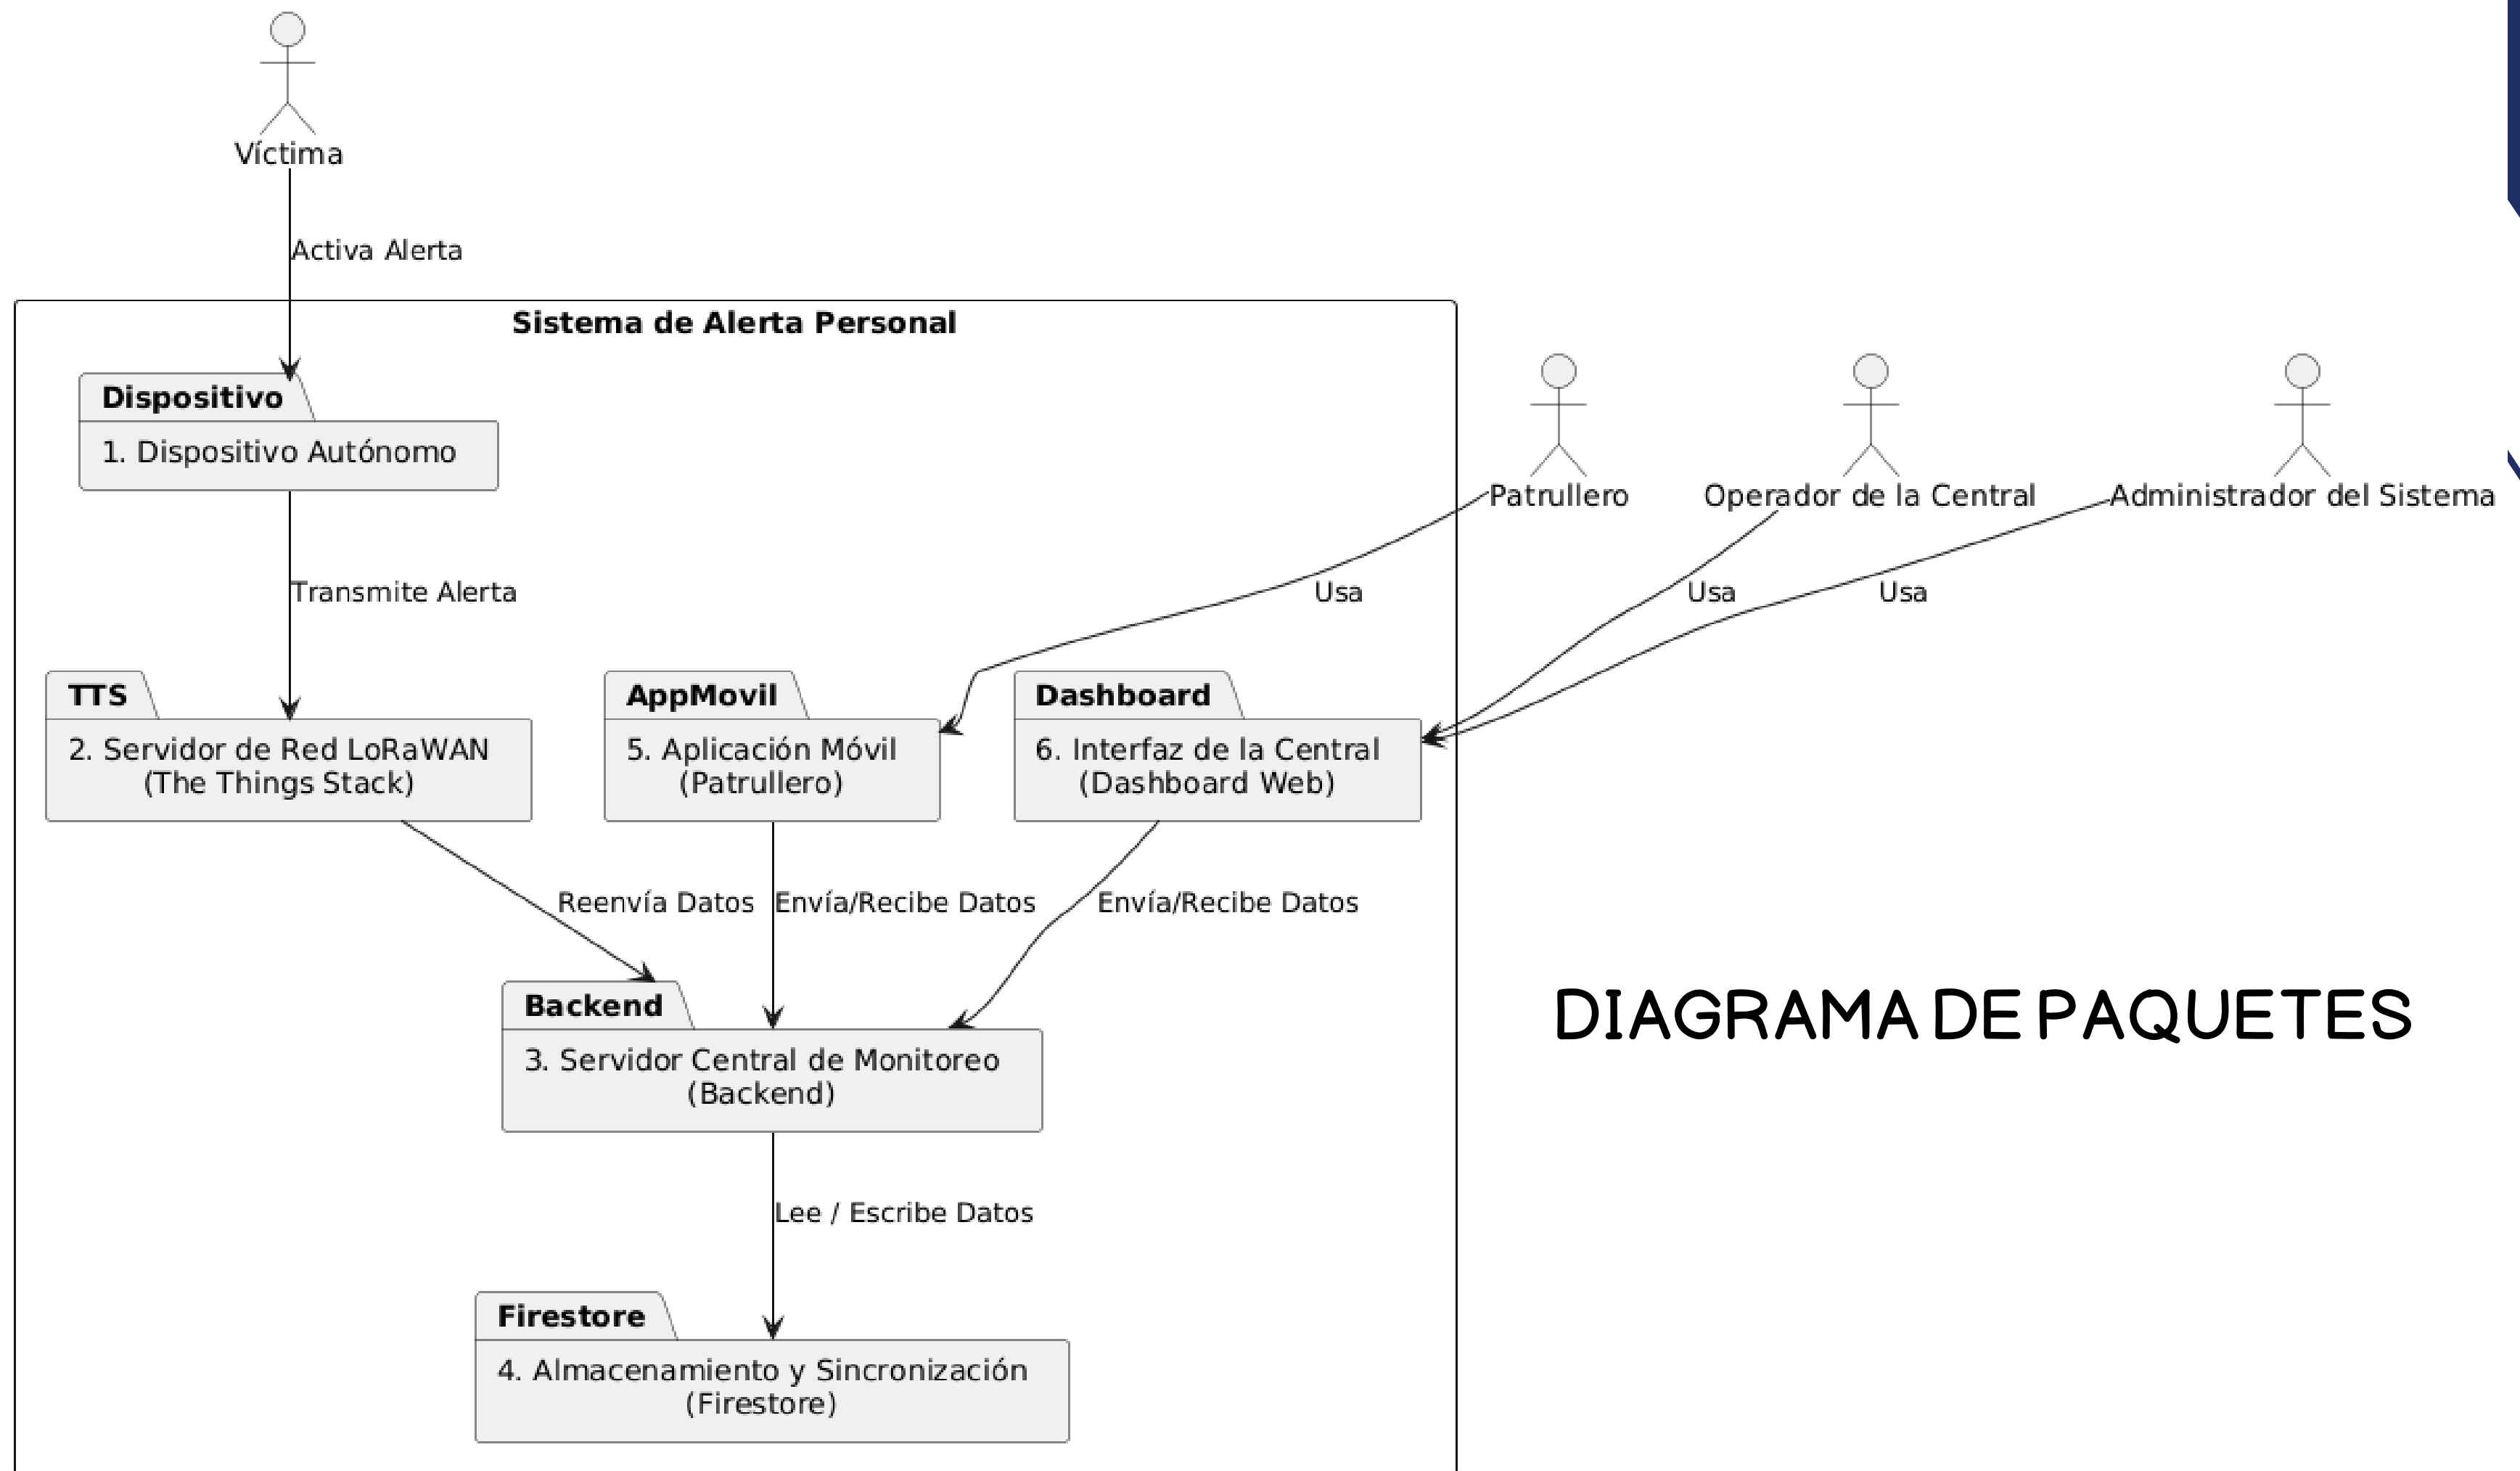 Víctima
Activa Alerta
Sistema de Alerta Personal
Dispositivo
1. Dispositivo Autónomo
Patrullero
Operador de la Central
Administrador del Sistema
Transmite Alerta
Usa
Usa
Usa
TTS
2. Servidor de Red LoRaWAN
(The Things Stack)
AppMovil
5. Aplicación Móvil
(Patrullero)
Dashboard
6. Interfaz de la Central
(Dashboard Web)
Reenvía Datos
Envía/Recibe Datos
Envía/Recibe Datos
Backend
3. Servidor Central de Monitoreo
(Backend)
DIAGRAMA DE PAQUETES
Lee / Escribe Datos
Firestore
4. Almacenamiento y Sincronización
(Firestore)